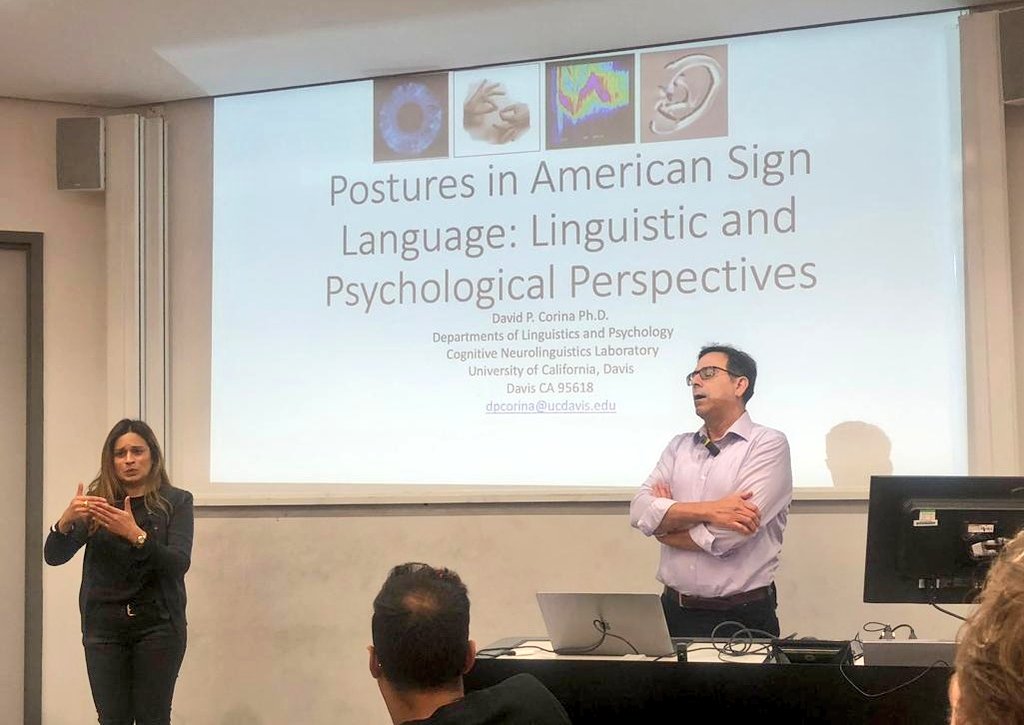 Postures in American Sign
Language: Linguistic and
Psychological Perspectives
David P. Corina Ph.D.
Departments of Linguistics and Psychology
Cognitive Neurolinguistics Laboratory
University of California, Davis
Davis CA 95618
dpcorina@ucdavis.edu